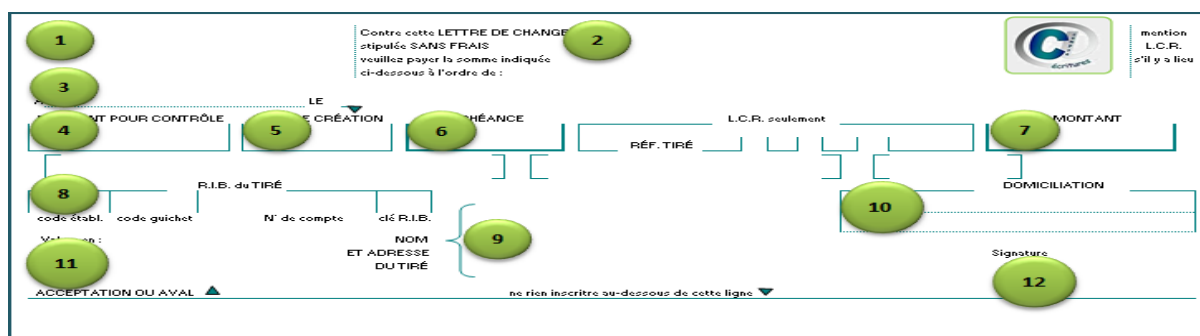 1
Contre cette LETTRE DE CHANGE
stipulée SANS FRAIS
veuillez payer la somme indiquée
ci-dessous à l'ordre de :
2
C!
écritures
mention
L.C.R.
s'il y a lieu
3
A
LE
4
POUR CONTRÔLE
5
CRÉATION
6
L.C.R. seulement
7
MONTANT
RÉF. TIRÉ
8
R.I.B. du TIRÉ
DOMICILIATION
code établ.
code guichet
N° de compte
clé R.I.B.
10
9
NOM
ET ADRESSE
DU TIRÉ
11
Signature
12
ACCEPTATION OU AVAL
ne rien inscritre au-dessous de cette ligne